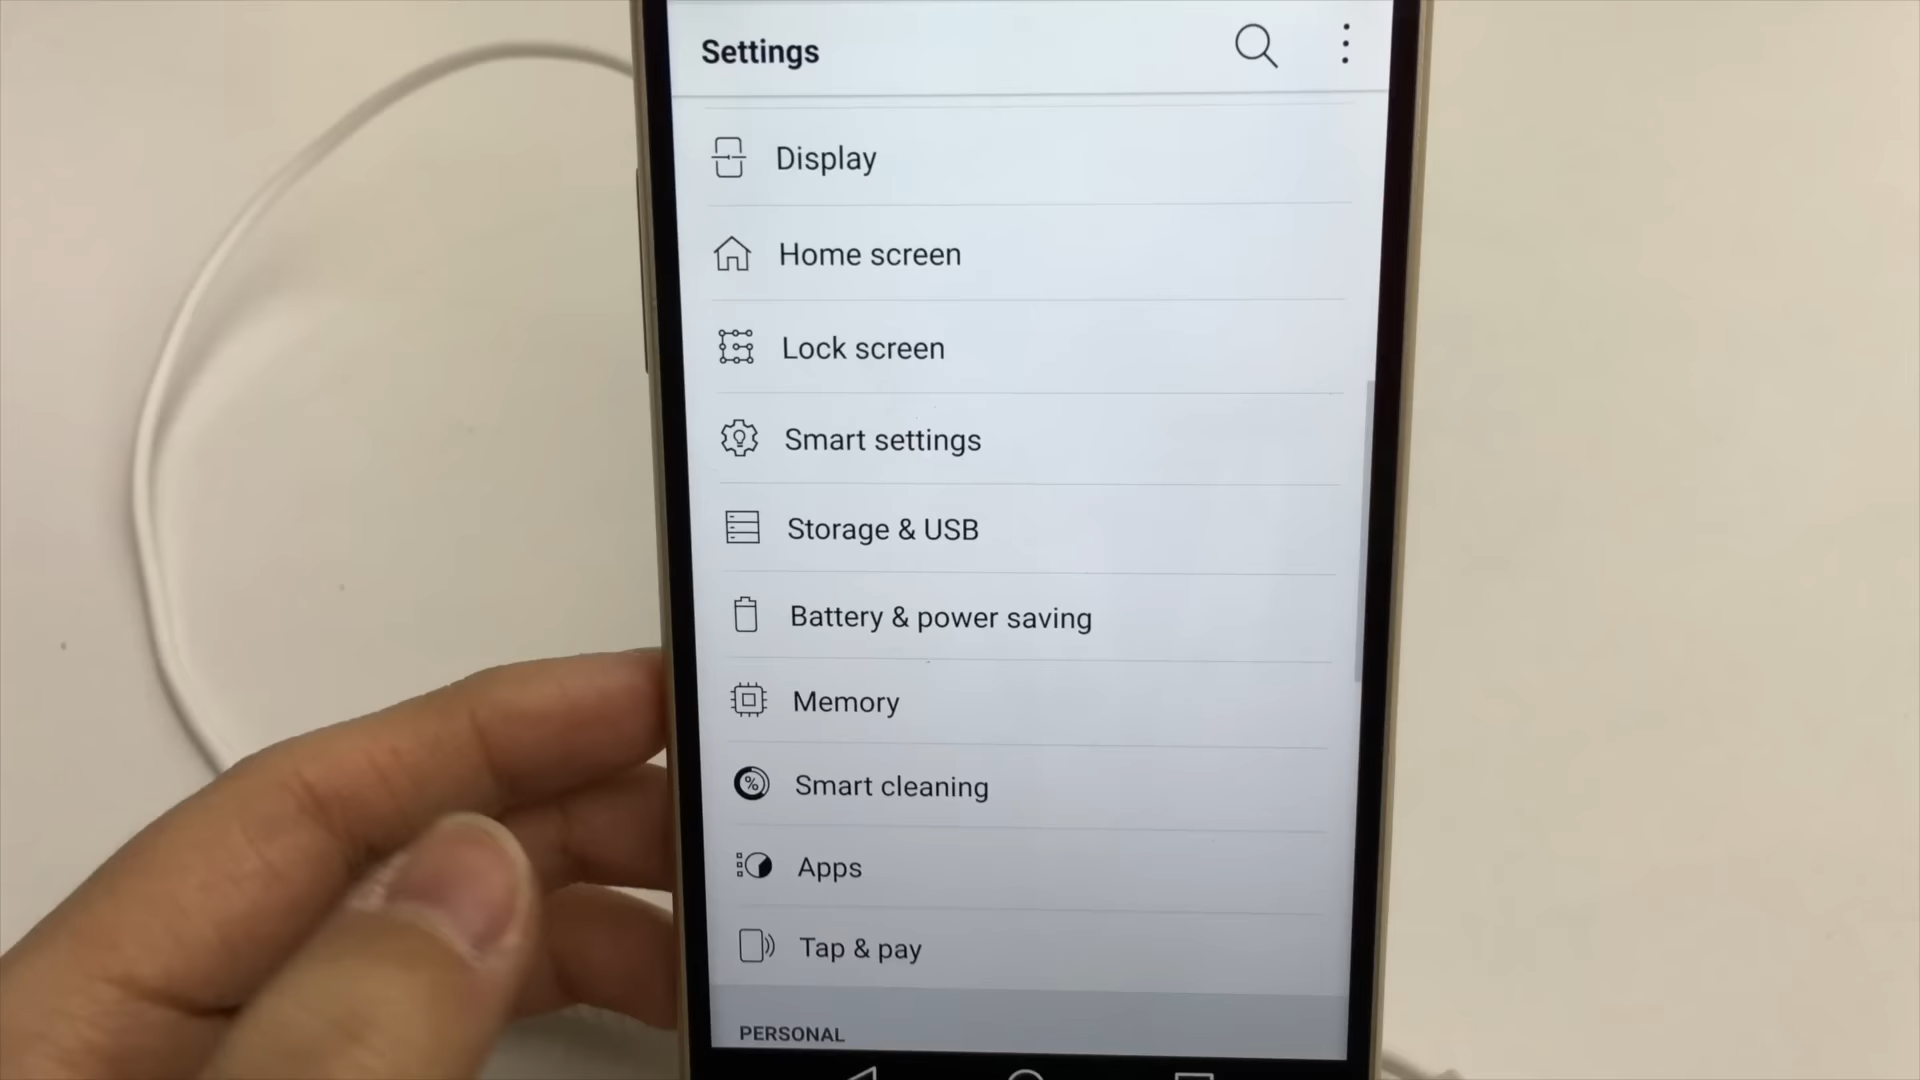 Settings
Display
Home screen
Lock screen
Smart settings
Storage & USB
Battery & power saving
Memory
Smart cleaning
Apps
Tap & pay
PERSONAL